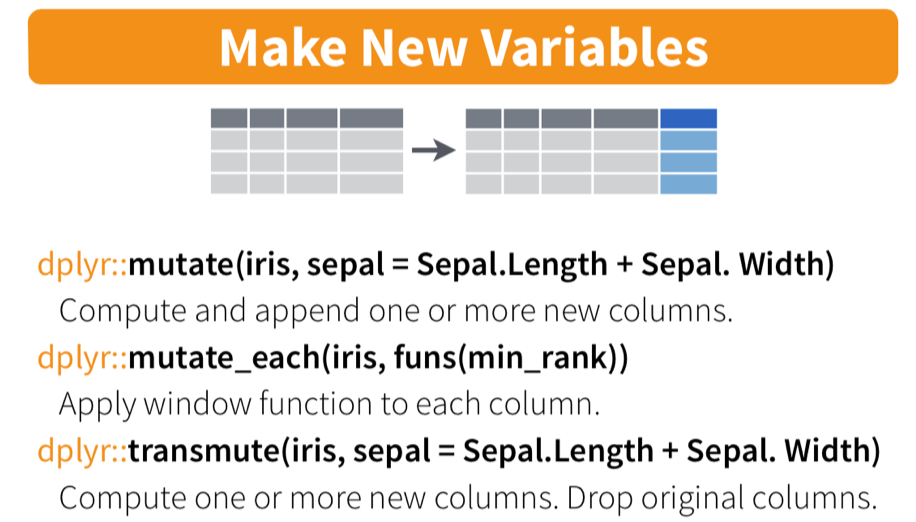 Make New Variables
dplyr::mutate(iris, sepal = Sepal.Length + Sepal. Width)
Compute and append one or more new columns.
dplyr::mutate_each(iris, funs(min_rank))
Apply window function to each column.
dplyr::transmute(iris, sepal = Sepal.Length + Sepal. Width)
Compute one or more new columns. Drop original columns.